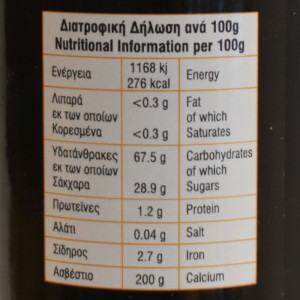 Διατροφική Δήλωση ανά 100g
Nutritional Information per 100g
Ενέργεια 1168 kj Energy
276 kcal
Λιπαρά <0.3 g Fat
εκ των οποίων of which
Κορεσμένα <0.3 g Saturates
Υδατάνθρακες 67.5 g Carbohydrates
εκ των οποίων of which
Σάκχαρα 28.9 g Sugars
Πρωτεΐνες 1.2 g Protein
Αλάτι 0.04 g Salt
Σίδηρος 2.7 g Iron
Ασβέστιο 200 g Calcium